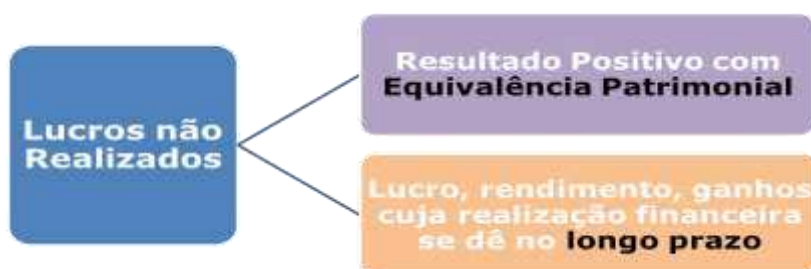 Lucros não
Realizados
Resultado Positivo com
Equivalência Patrimonial
Lucro, rendimento, ganhos
cuja realização financeira
se dê no longo prazo